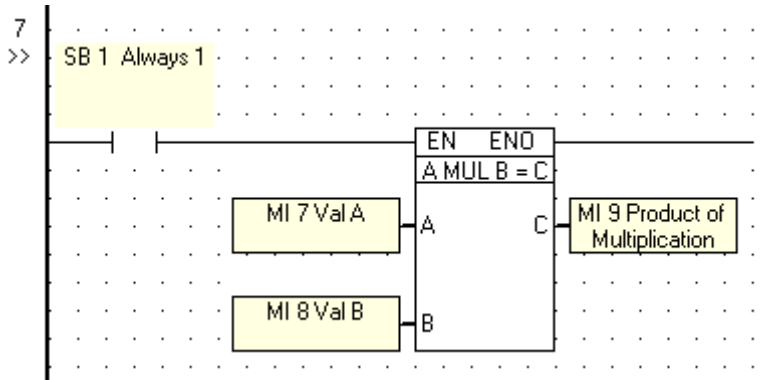 7
>>
SB 1 Always 1
EN ENO
A MUL B = C
MI 7 Val A
A
C
MI 9 Product of
Multiplication
MI 8 Val B
B